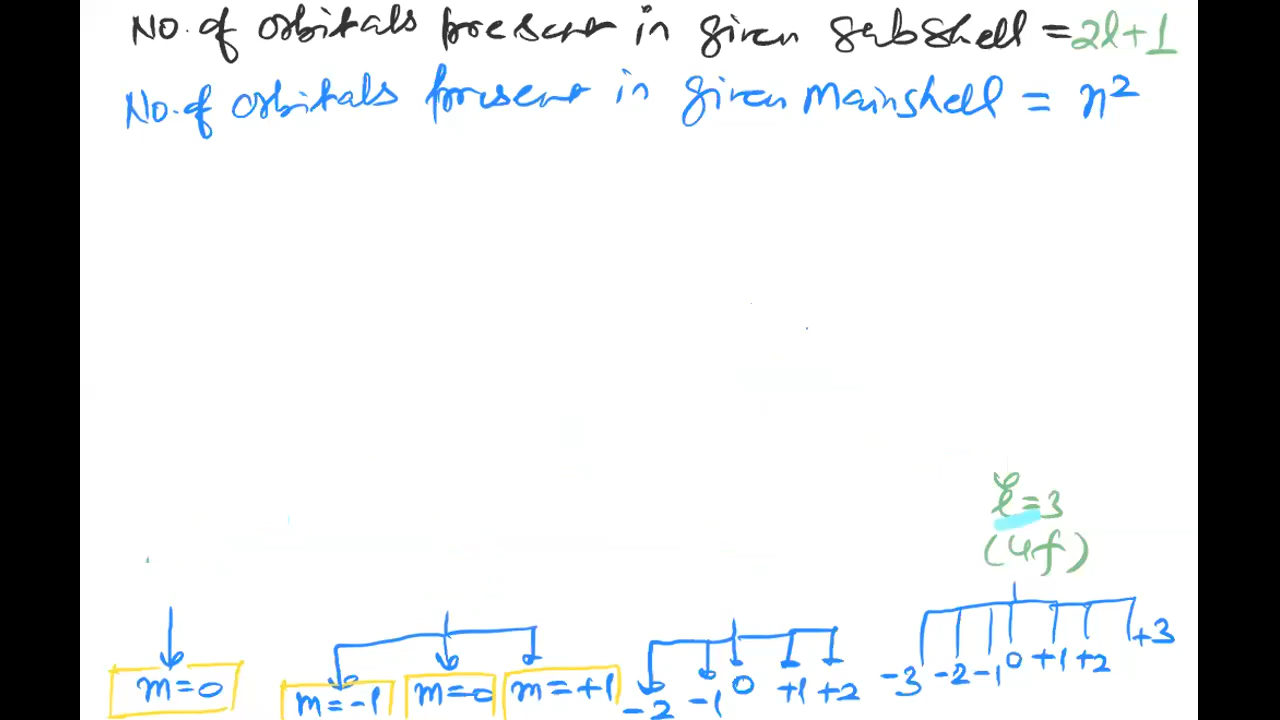 No. of orbitals present in given subshell = 2l+1
No. of orbitals present in given Mainshell = n²
l=3
(4f)
m=0 m=-1 m=0 m=+1 -2 -1 0 +1 +2 -3 -2 -1 0 +1 +2 +3